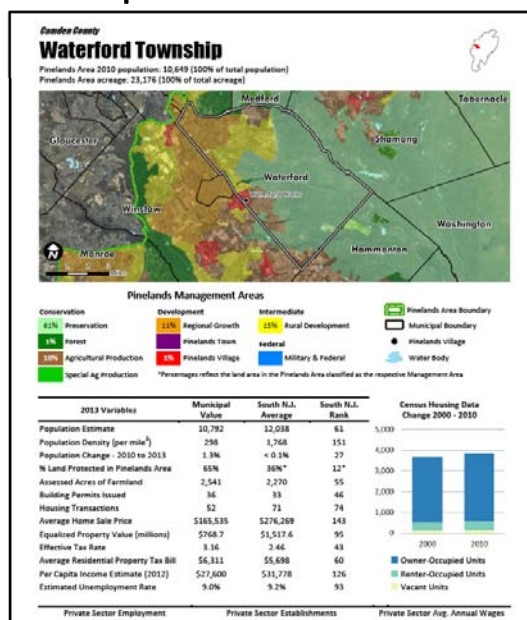 Camden County
Waterford Township
Pinelands Area 2010 population: 10,649 (100% of total population)
Pinelands Area acreage: 23,176 (100% of total acreage)
Medford
Tabernacle
Gloucester
Shamong
Waterford
Waterford Works
Winslow
Washington
Hammonton
Monroe
N
Miles
Pinelands Management Areas
Conservation
Development
Intermediate
Pinelands Area Boundary
61% Preservation
11% Regional Growth
15% Rural Development
Municipal Boundary
1% Forest
Pinelands Town
Federal
Pinelands Village
10% Agricultural Production
1% Pinelands Village
Military & Federal
Water Body
Special Ag Production
*Percentages reflect the land area in the Pinelands Area classified as the respective Management Area
2013 Variables Municipal Value South N.J. Average South N.J. Rank
Population Estimate 10,792 12,038 61
Population Density (per mile²) 298 1,768 151
Population Change - 2010 to 2013 1.3% < 0.1% 27
% Land Protected in Pinelands Area 65% 36%* 12*
Assessed Acres of Farmland 2,541 2,270 55
Building Permits Issued 36 33 46
Housing Transactions 52 71 74
Average Home Sale Price $165,535 $276,269 143
Equalized Property Value (millions) $768.7 $1,517.6 95
Effective Tax Rate 3.16 2.46 43
Average Residential Property Tax Bill $6,311 $5,698 60
Per Capita Income Estimate (2012) $27,600 $31,778 126
Estimated Unemployment Rate 9.0% 9.2% 93
Census Housing Data
Change 2000 - 2010
5,000
4,000
3,000
2,000
1,000
0
2000 2010
Owner-Occupied Units
Renter-Occupied Units
Vacant Units
Private Sector Employment Private Sector Establishments Private Sector Avg. Annual Wages